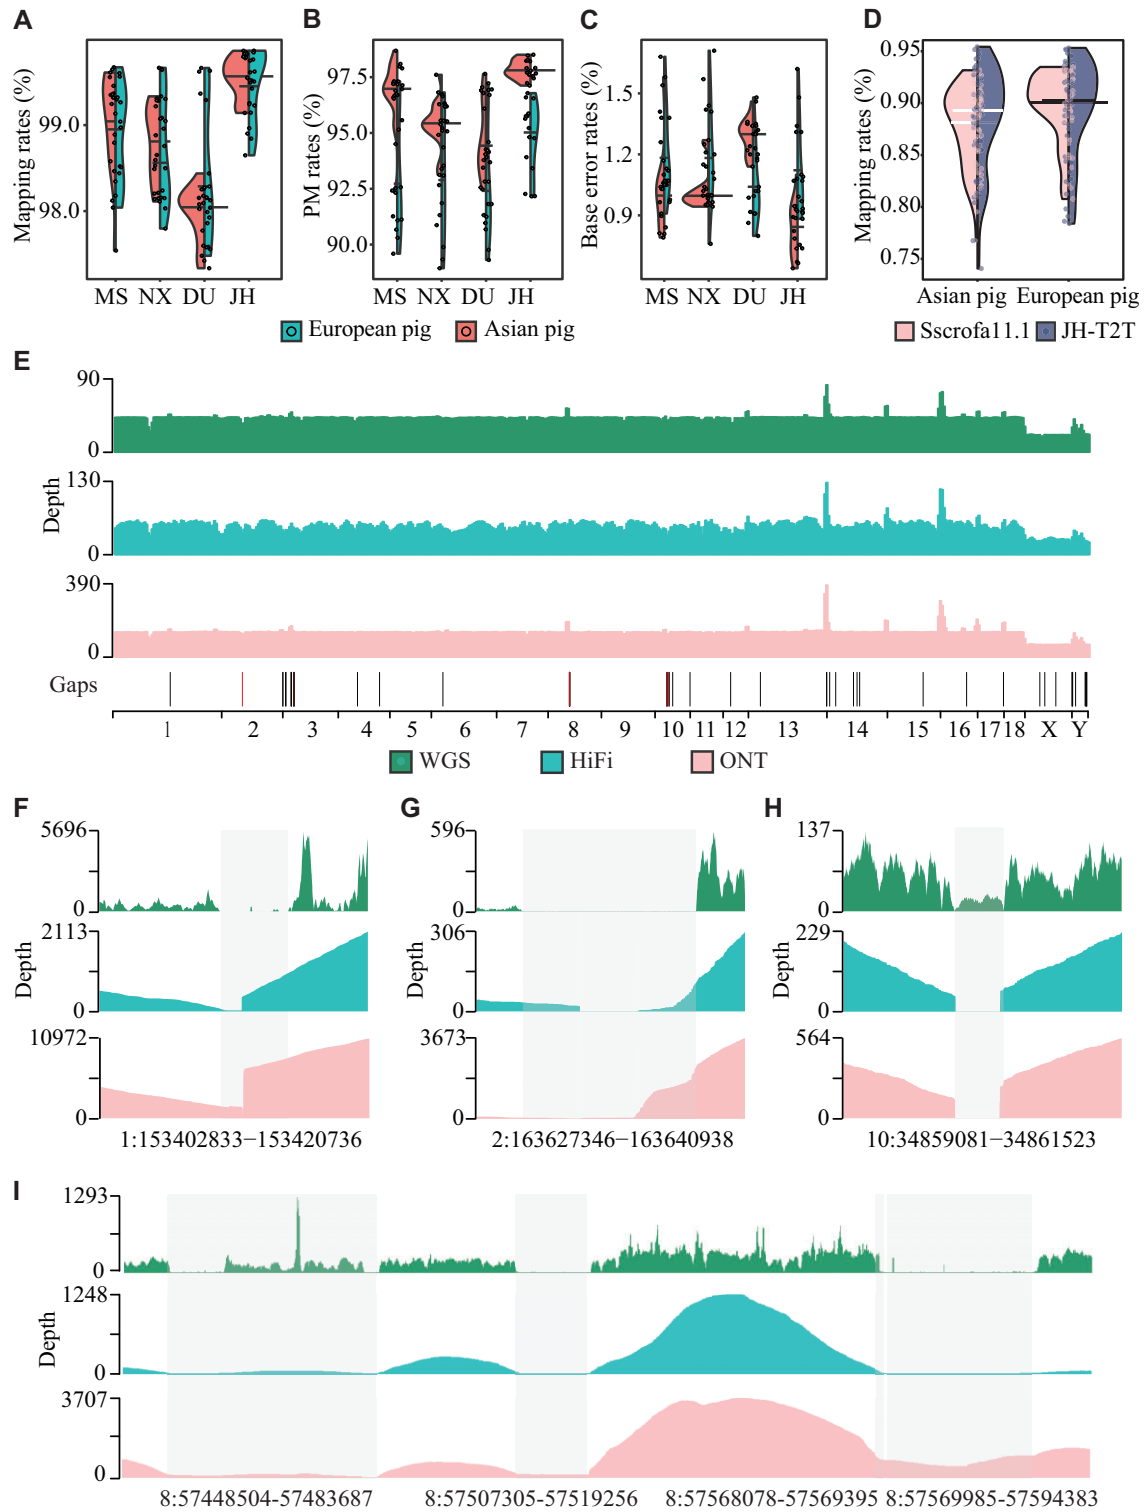 A
B
C
D
Mapping rates (%)
99.0
98.0
MS NX DU JH
PM rates (%)
97.5
95.0
92.5
90.0
MS NX DU JH
Base error rates (%)
1.5
1.2
0.9
MS NX DU JH
Mapping rates (%)
0.95
0.90
0.85
0.80
0.75
Asian pig European pig
European pig Asian pig
Sscrofa11.1 JH-T2T
E
Depth
90
0
130
0
390
0
Gaps
1 2 3 4 5 6 7 8 9 10 11 12 13 14 15 16 17 18 X Y
WGS HiFi ONT
F
Depth
5696
0
2113
0
10972
0
1:153402833−153420736
G
Depth
596
0
306
0
3673
0
2:163627346−163640938
H
Depth
137
0
229
0
564
0
10:34859081−34861523
I
Depth
1293
0
1248
0
3707
0
8:57448504-57483687 8:57507305-57519256 8:57568078-57569395 8:57569985-57594383